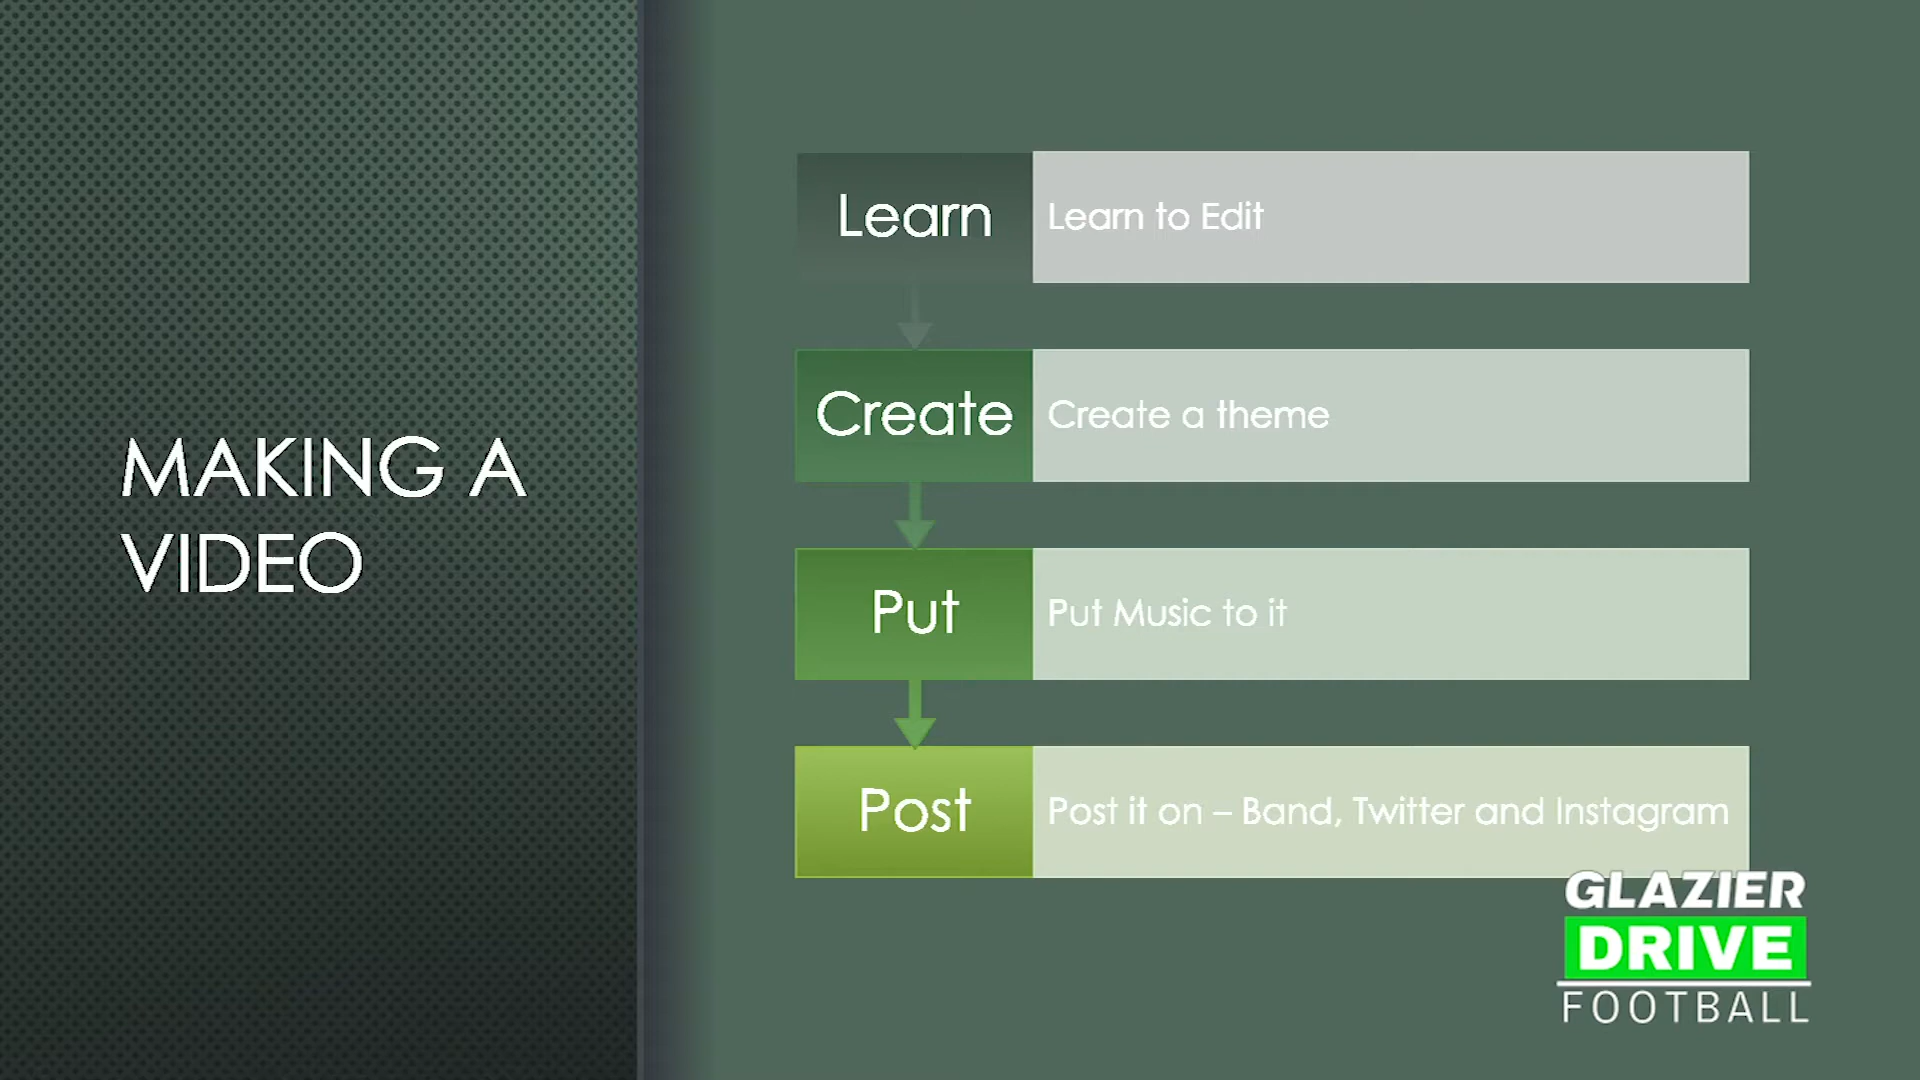 MAKING A
VIDEO
Learn
Learn to Edit
Create
Create a theme
Put
Put Music to it
Post
Post it on – Band, Twitter and Instagram
GLAZIER
DRIVE
FOOTBALL